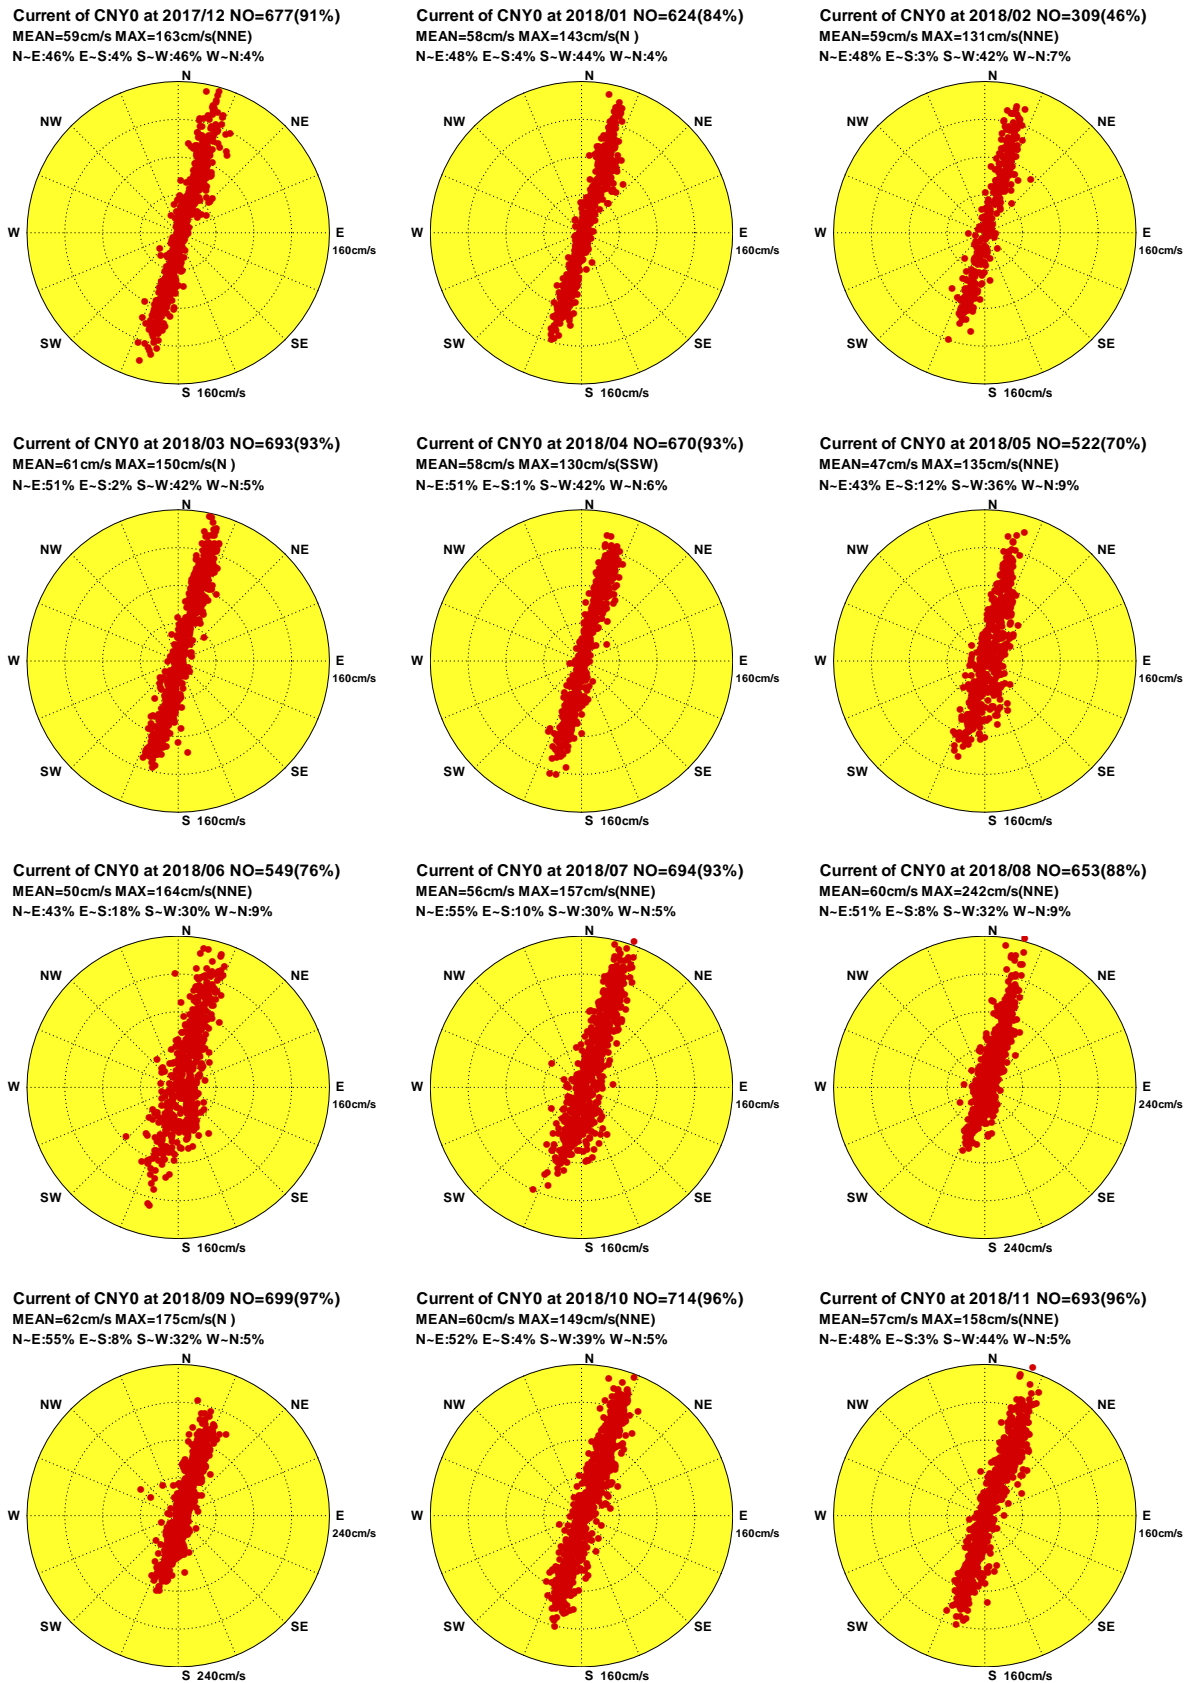 Current of CNY0 at 2017/12 NO=677(91%)
MEAN=59cm/s MAX=163cm/s(NNE)
N~E:46% E~S:4% S~W:46% W~N:4%
N
NW
NE
W
E
160cm/s
SW
SE
S 160cm/s
Current of CNY0 at 2018/01 NO=624(84%)
MEAN=58cm/s MAX=143cm/s(N )
N~E:48% E~S:4% S~W:44% W~N:4%
N
NW
NE
W
E
160cm/s
SW
SE
S 160cm/s
Current of CNY0 at 2018/02 NO=309(46%)
MEAN=59cm/s MAX=131cm/s(NNE)
N~E:48% E~S:3% S~W:42% W~N:7%
N
NW
NE
W
E
160cm/s
SW
SE
S 160cm/s
Current of CNY0 at 2018/03 NO=693(93%)
MEAN=61cm/s MAX=150cm/s(N )
N~E:51% E~S:2% S~W:42% W~N:5%
N
NW
NE
W
E
160cm/s
SW
SE
S 160cm/s
Current of CNY0 at 2018/04 NO=670(93%)
MEAN=58cm/s MAX=130cm/s(SSW)
N~E:51% E~S:1% S~W:42% W~N:6%
N
NW
NE
W
E
160cm/s
SW
SE
S 160cm/s
Current of CNY0 at 2018/05 NO=522(70%)
MEAN=47cm/s MAX=135cm/s(NNE)
N~E:43% E~S:12% S~W:36% W~N:9%
N
NW
NE
W
E
160cm/s
SW
SE
S 160cm/s
Current of CNY0 at 2018/06 NO=549(76%)
MEAN=50cm/s MAX=164cm/s(NNE)
N~E:43% E~S:18% S~W:30% W~N:9%
N
NW
NE
W
E
160cm/s
SW
SE
S 160cm/s
Current of CNY0 at 2018/07 NO=694(93%)
MEAN=56cm/s MAX=157cm/s(NNE)
N~E:55% E~S:10% S~W:30% W~N:5%
N
NW
NE
W
E
160cm/s
SW
SE
S 160cm/s
Current of CNY0 at 2018/08 NO=653(88%)
MEAN=60cm/s MAX=242cm/s(NNE)
N~E:51% E~S:8% S~W:32% W~N:9%
N
NW
NE
W
E
240cm/s
SW
SE
S 240cm/s
Current of CNY0 at 2018/09 NO=699(97%)
MEAN=62cm/s MAX=175cm/s(N )
N~E:55% E~S:8% S~W:32% W~N:5%
N
NW
NE
W
E
240cm/s
SW
SE
S 240cm/s
Current of CNY0 at 2018/10 NO=714(96%)
MEAN=60cm/s MAX=149cm/s(NNE)
N~E:52% E~S:4% S~W:39% W~N:5%
N
NW
NE
W
E
160cm/s
SW
SE
S 160cm/s
Current of CNY0 at 2018/11 NO=693(96%)
MEAN=57cm/s MAX=158cm/s(NNE)
N~E:48% E~S:3% S~W:44% W~N:5%
N
NW
NE
W
E
160cm/s
SW
SE
S 160cm/s